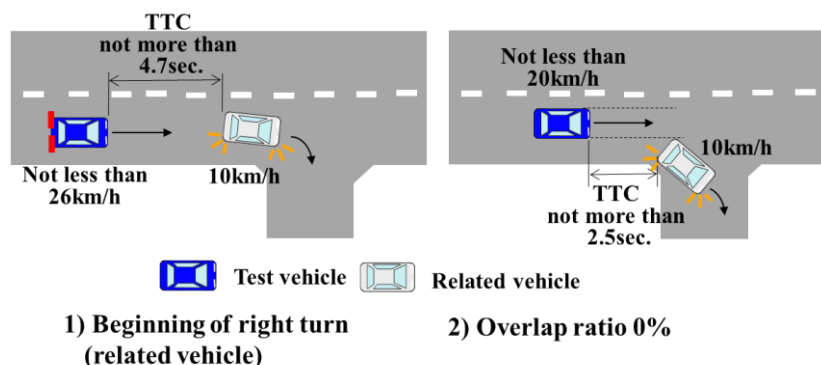 TTC
not more than
4.7sec.
Not less than
26km/h
10km/h
Not less than
20km/h
10km/h
TTC
not more than
2.5sec.
Test vehicle
Related vehicle
1) Beginning of right turn
(related vehicle)
2) Overlap ratio 0%